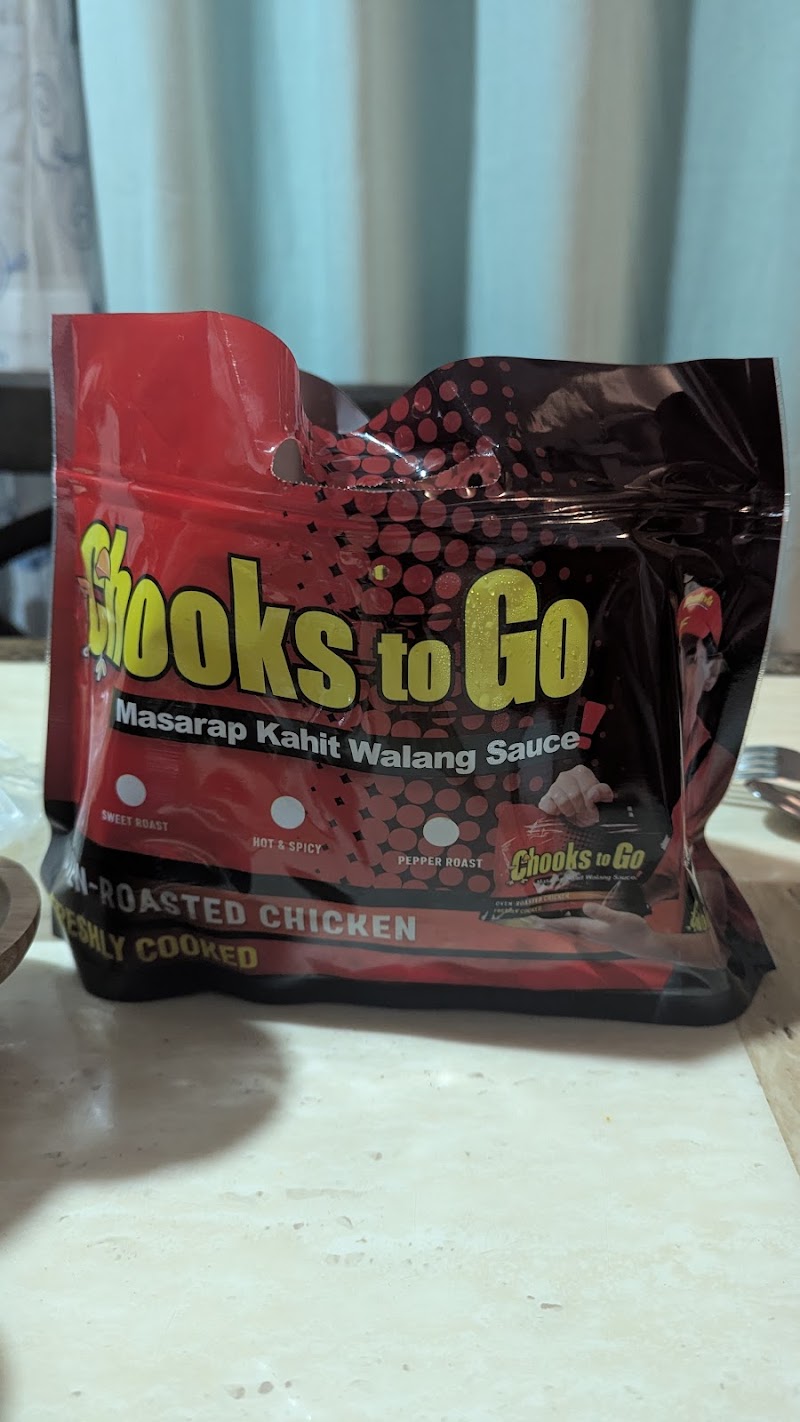 Chooks to Go
Masarap Kahit Walang Sauce!
SWEET ROAST
HOT & SPICY
PEPPER ROAST
N-ROASTED CHICKEN
FRESHLY COOKED
Chooks to Go